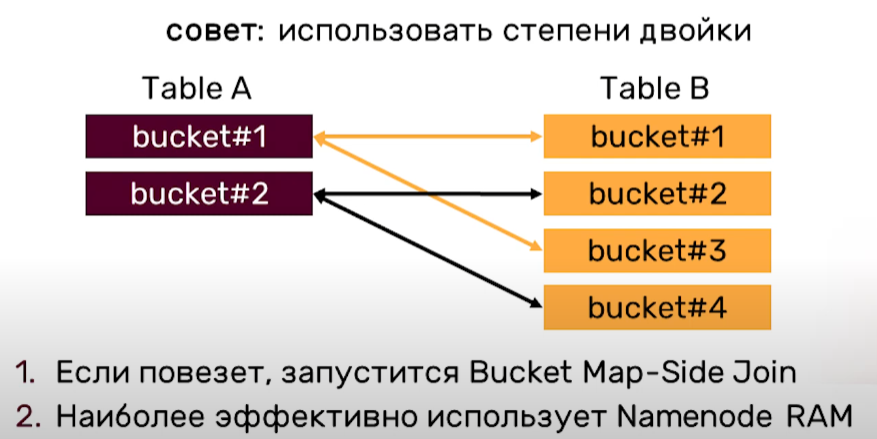 совет: использовать степени двойки
Table A
Table B
bucket#1
bucket#1
bucket#2
bucket#2
bucket#3
bucket#4
1. Если повезет, запустится Bucket Map-Side Join
2. Наиболее эффективно использует Namenode RAM